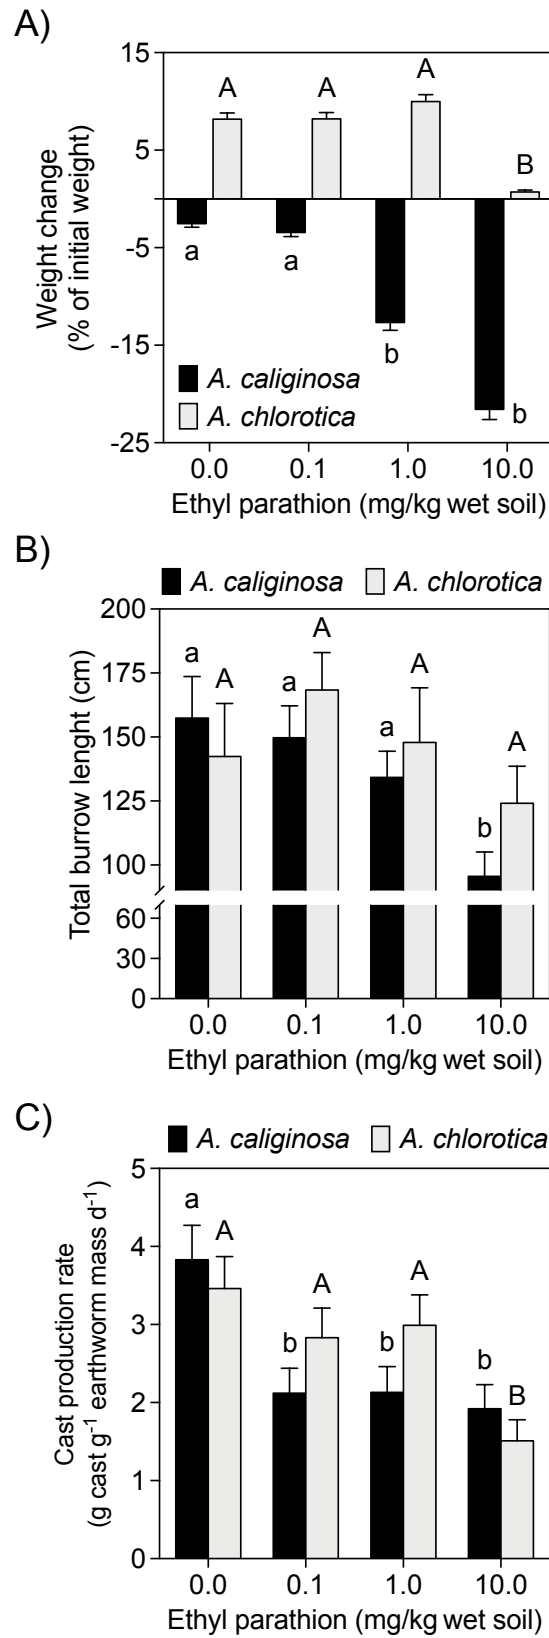 A)
Weight change
(% of initial weight)
15
5
-5
-15
-25
A
A
A
B
a
a
b
b
A. caliginosa
A. chlorotica
0.0 0.1 1.0 10.0
Ethyl parathion (mg/kg wet soil)
B)
A. caliginosa A. chlorotica
Total burrow lenght (cm)
200
175
150
125
100
60
30
0
a A a A a A b A
0.0 0.1 1.0 10.0
Ethyl parathion (mg/kg wet soil)
C)
A. caliginosa A. chlorotica
Cast production rate
(g cast g⁻¹ earthworm mass d⁻¹)
5
4
3
2
1
0
a A b A b A b B
0.0 0.1 1.0 10.0
Ethyl parathion (mg/kg wet soil)